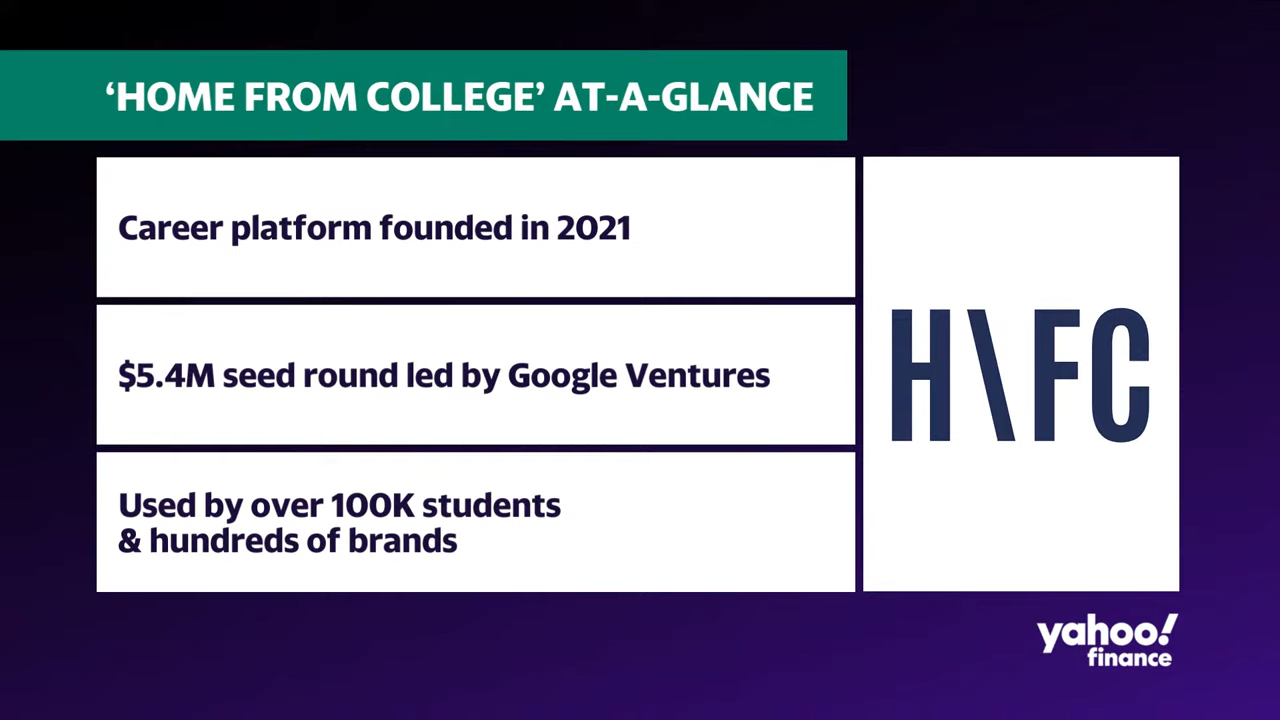 ‘HOME FROM COLLEGE’ AT-A-GLANCE
Career platform founded in 2021
$5.4M seed round led by Google Ventures
Used by over 100K students
& hundreds of brands
H\FC
yahoo!
finance